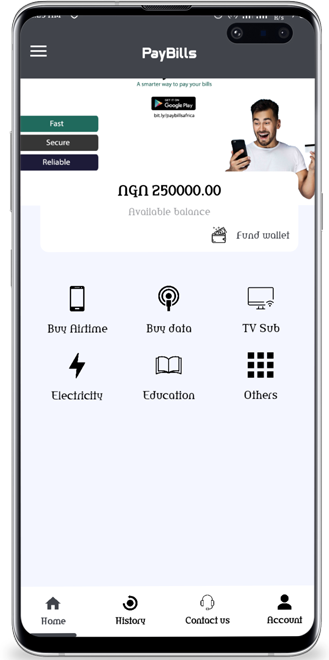 PayBills
A smarter way to pay your bills
GET IT ON
Google Play
bit.ly/paybillsafrica
Fast
Secure
Reliable
NGN 250000.00
Available balance
Fund wallet
Buy Airtime
Buy data
TV Sub
Electricity
Education
Others
Home
History
Contact us
Account